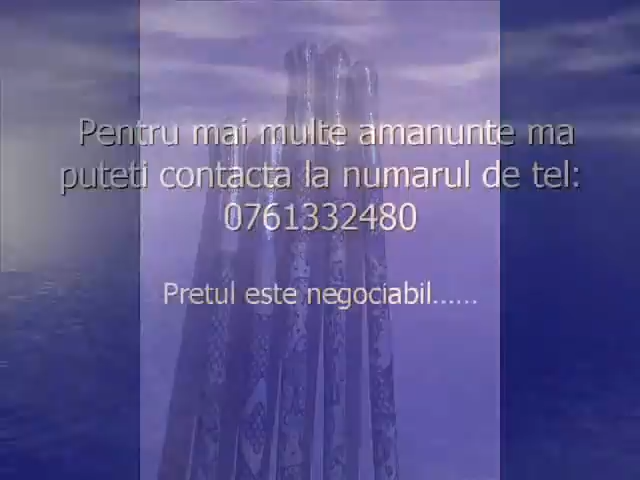 Pentru mai multe amanunte ma
puteti contacta la numarul de tel:
0761332480
Pretul este negociabil......